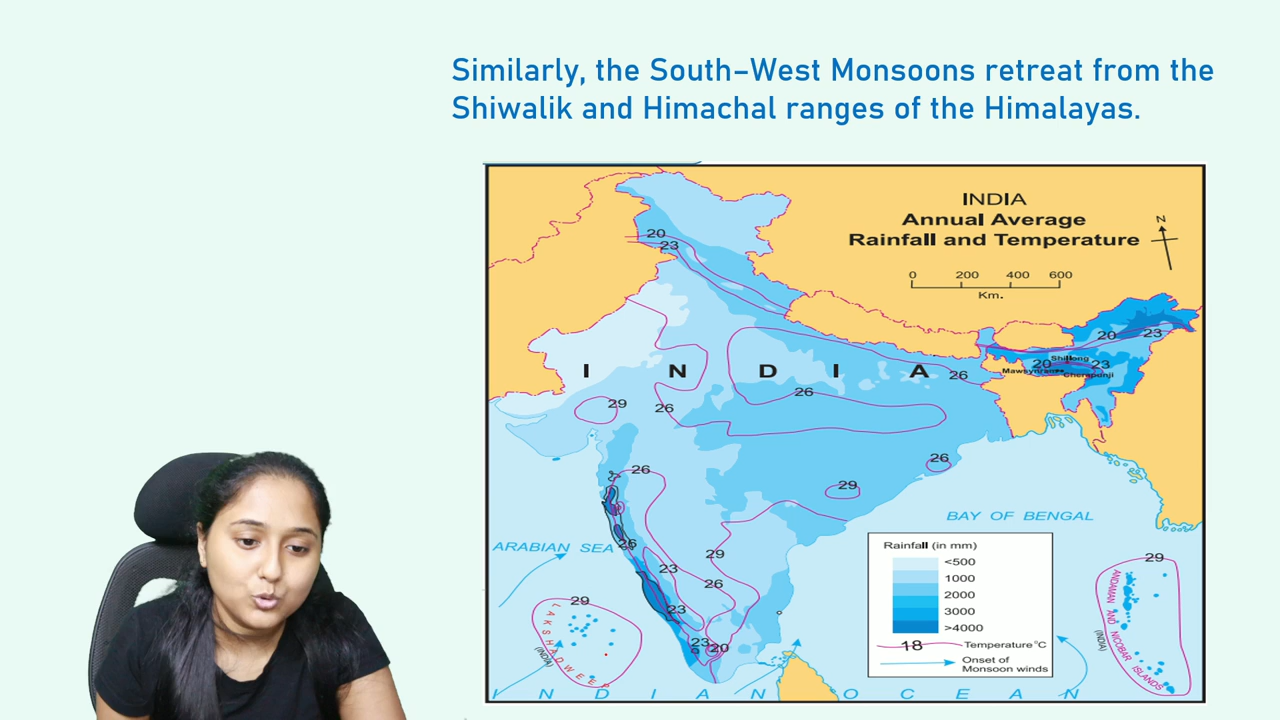 Similarly, the South-West Monsoons retreat from the
Shiwalik and Himachal ranges of the Himalayas.
INDIA
Annual Average
Rainfall and Temperature
N
0 200 400 600
Km.
20
23
20 23
Shillong
20 23
Mawsynram
Cherrapunji
I N D I A
26
26
29
26
26
26
29
BAY OF BENGAL
ARABIAN SEA
26
29
23
26
23
23
20
29
LAKSHADWEEP
(INDIA)
29
ANDAMAN AND NICOBAR ISLANDS
(INDIA)
Rainfall (in mm)
<500
1000
2000
3000
>4000
18 Temperature °C
Onset of
Monsoon winds
I N D I A N O C E A N